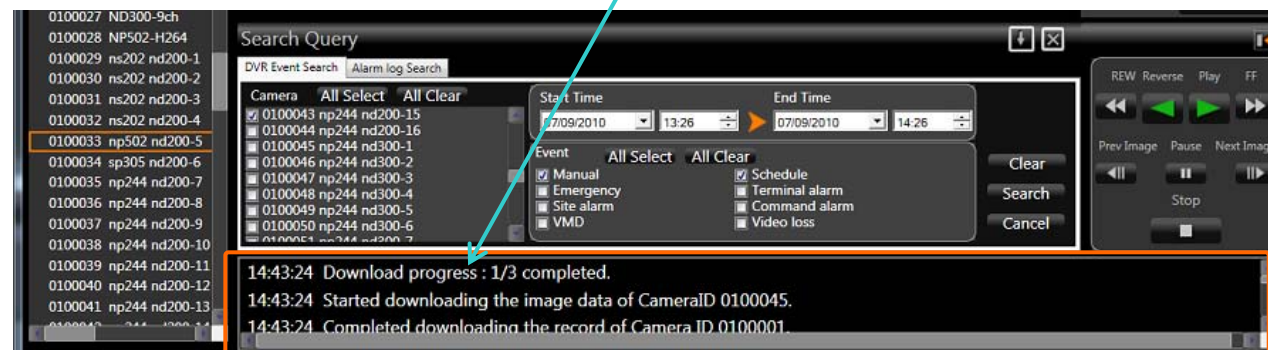 0100027 ND300-9ch
0100028 NP502-H264
0100029 ns202 nd200-1
0100030 ns202 nd200-2
0100031 ns202 nd200-3
0100032 ns202 nd200-4
0100033 np502 nd200-5
0100034 sp305 nd200-6
0100035 np244 nd200-7
0100036 np244 nd200-8
0100037 np244 nd200-9
0100038 np244 nd200-10
0100039 np244 nd200-11
0100040 np244 nd200-12
0100041 np244 nd200-13
Search Query
DVR Event Search Alarm log Search
Camera All Select All Clear
0100043 np244 nd200-15
0100044 np244 nd200-16
0100045 np244 nd300-1
0100046 np244 nd300-2
0100047 np244 nd300-3
0100048 np244 nd300-4
0100049 np244 nd300-5
0100050 np244 nd300-6
0100051 np244 nd300-7
Start Time End Time
07/09/2010 13:26 07/09/2010 14:26
Event All Select All Clear
Manual Schedule
Emergency Terminal alarm
Site alarm Command alarm
VMD Video loss
Clear
Search
Cancel
14:43:24 Download progress : 1/3 completed.
14:43:24 Started downloading the image data of CameraID 0100045.
14:43:24 Completed downloading the record of Camera ID 0100001.
REW Reverse Play FF
Prev Image Pause Next Imag
Stop